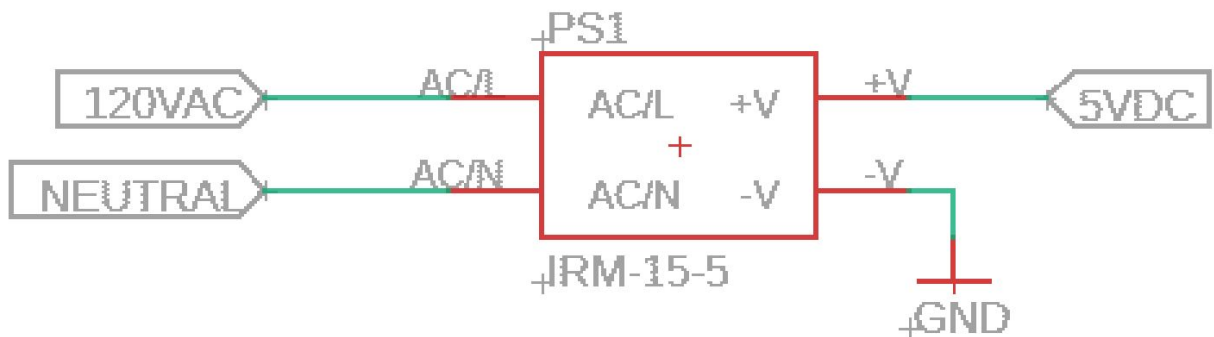 PS1
120VAC AC/L AC/L +V +V 5VDC
NEUTRAL AC/N AC/N -V -V
IRM-15-5
GND